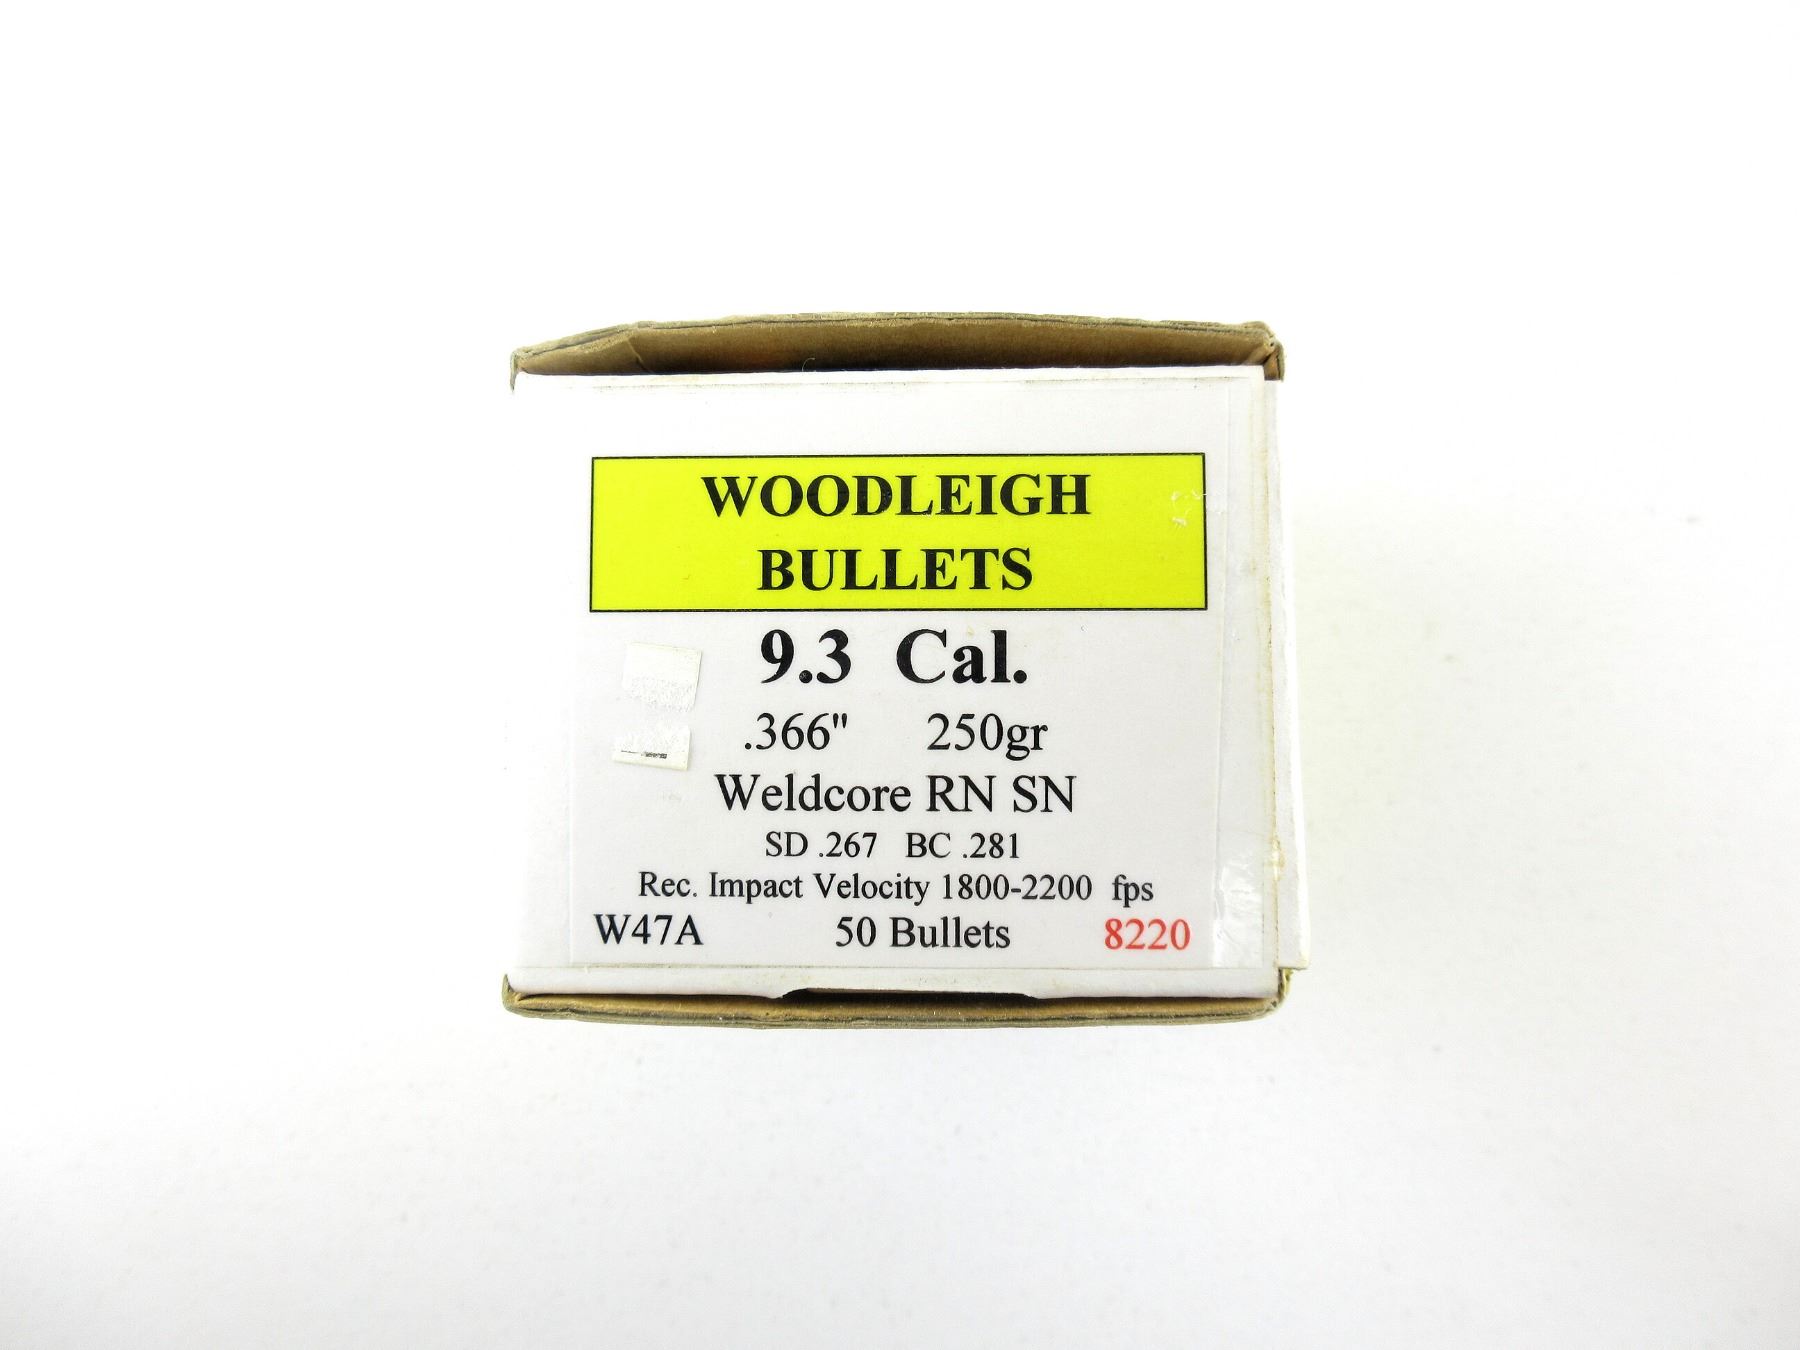 WOODLEIGH
BULLETS
9.3 Cal.
.366" 250gr
Weldcore RN SN
SD .267 BC .281
Rec. Impact Velocity 1800-2200 fps
W47A 50 Bullets 8220